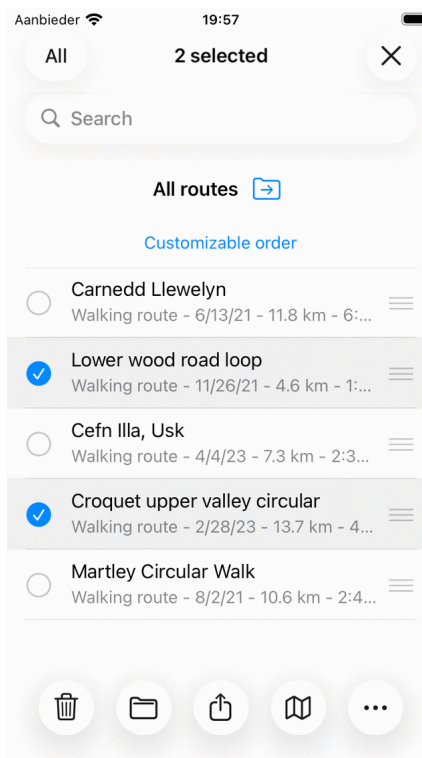 Aanbieder 19:57
All 2 selected
Search
All routes
Customizable order
Carnedd Llewelyn
Walking route - 6/13/21 - 11.8 km - 6:...
Lower wood road loop
Walking route - 11/26/21 - 4.6 km - 1:...
Cefn Illa, Usk
Walking route - 4/4/23 - 7.3 km - 2:3...
Croquet upper valley circular
Walking route - 2/28/23 - 13.7 km - 4...
Martley Circular Walk
Walking route - 8/2/21 - 10.6 km - 2:4...